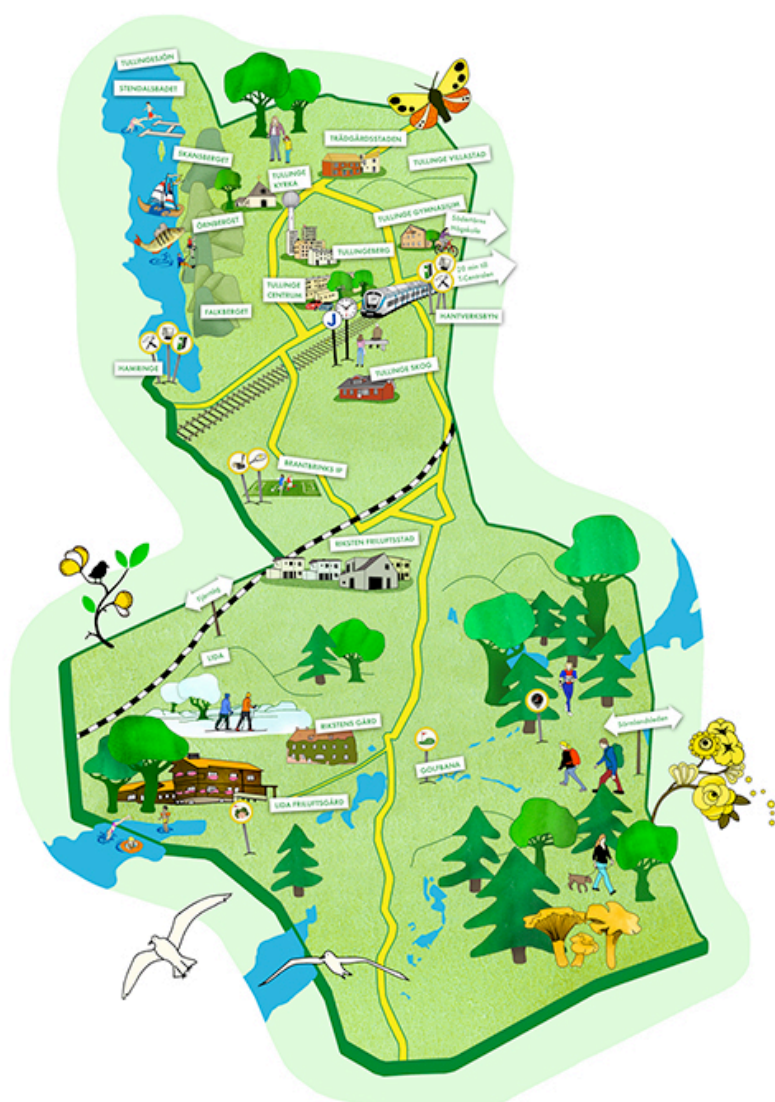 TULLINGESJÖN
STENDALSBADET
TRÄDGÅRDSSTADEN
SKANSBERGET
TULLINGE VILLASTAD
TULLINGE
KYRKA
ÖRNBERGET
TULLINGE GYMNASIUM
Södertörns
Högskola
TULLINGEBERG
20 min till
T-Centralen
TULLINGE
CENTRUM
FALKBERGET
J
HANTVERKSBYN
HAMRINGE
TULLINGE SKOG
BRANTBRINKS IP
RIKSTEN FRILUFTSSTAD
Fjärrtåg
LIDA
RIKSTENS GÅRD
Sörmlandsleden
GOLFBANA
LIDA FRILUFTSGÅRD